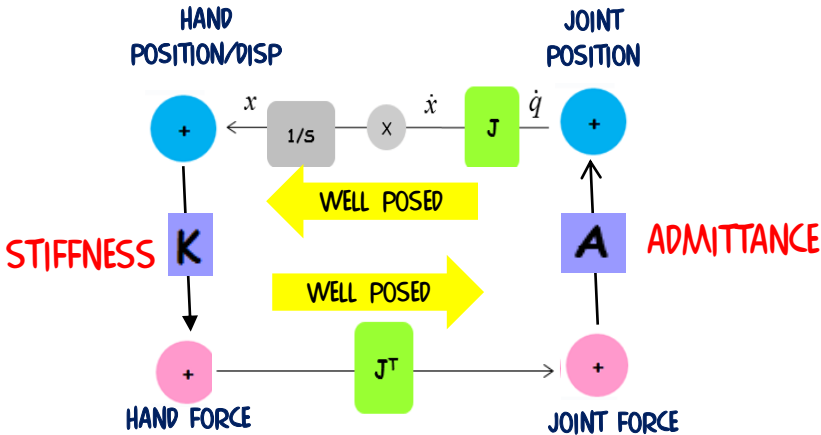 HAND
POSITION/DISP
JOINT
POSITION
+
x
1/S
X
ẋ
J
q̇
+
WELL POSED
STIFFNESS
K
A
ADMITTANCE
WELL POSED
+
Jᵀ
+
HAND FORCE
JOINT FORCE